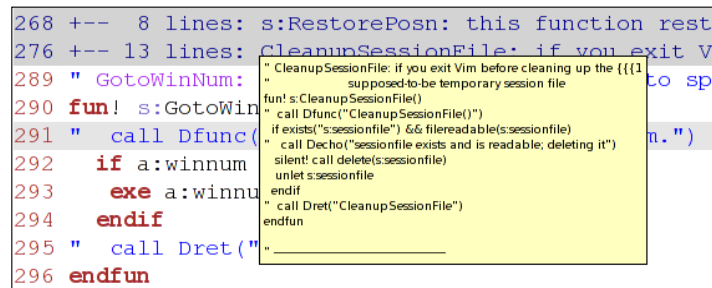 268 +--  8 lines: s:RestorePosn: this function rest
276 +-- 13 lines: CleanupSessionFile: if you exit V
289 " GotoWinNum: to sp
290 fun! s:GotoWin
291 "  call Dfunc( m.")
292    if a:winnum
293     exe a:winnu
294    endif
295 "  call Dret("
296 endfun
" CleanupSessionFile: if you exit Vim before cleaning up the {{{1
"                     supposed-to-be temporary session file
fun! s:CleanupSessionFile()
"  call Dfunc("CleanupSessionFile()")
  if exists("s:sessionfile") && filereadable(s:sessionfile)
"   call Decho("sessionfile exists and is readable; deleting it")
   silent! call delete(s:sessionfile)
   unlet s:sessionfile
  endif
"  call Dret("CleanupSessionFile")
endfun
" ________________________________